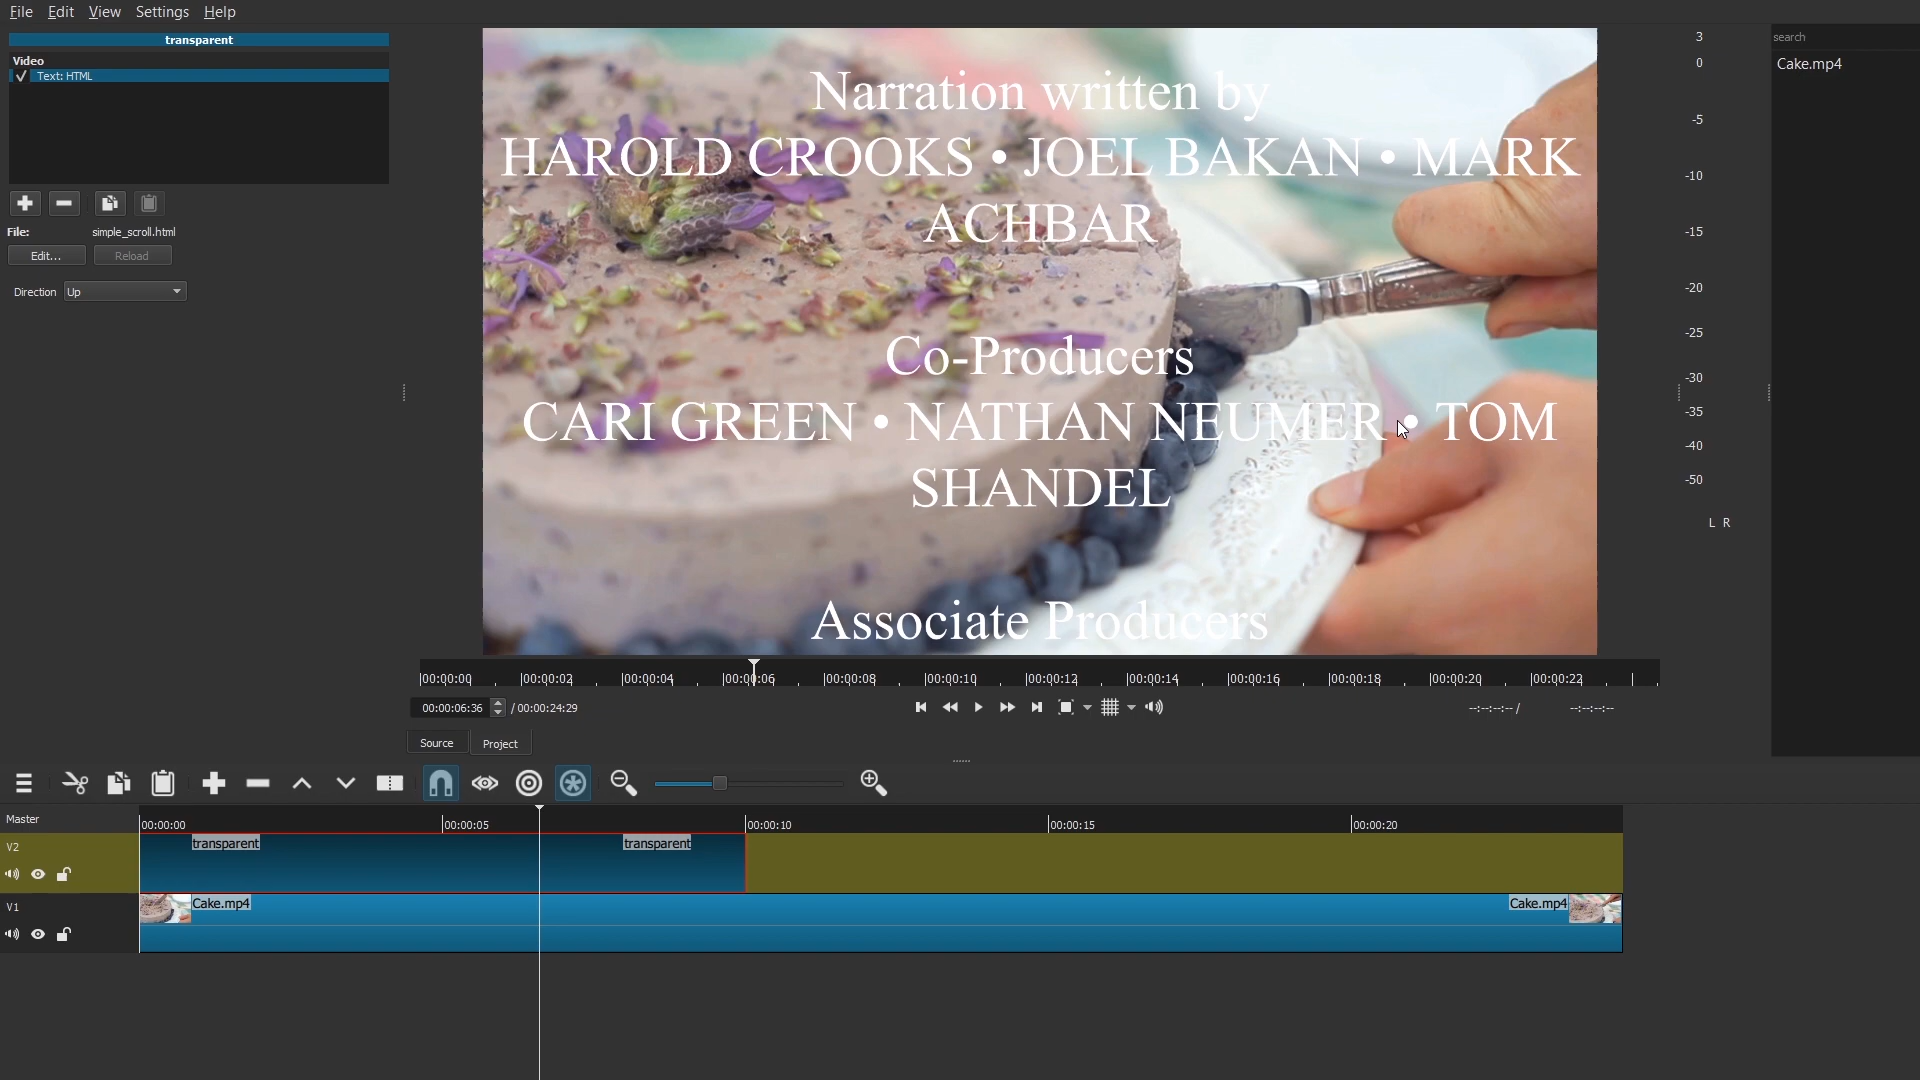 File Edit View Settings Help
transparent
Video
Text: HTML
File: simple_scroll.html
Edit... Reload
Direction Up
Narration written by
HAROLD CROOKS • JOEL BAKAN • MARK
ACHBAR
Co-Producers
CARI GREEN • NATHAN NEUMER • TOM
SHANDEL
Associate Producers
3
0
-5
-10
-15
-20
-25
-30
-35
-40
-50
L R
search
Cake.mp4
00:00:00 00:00:02 00:00:04 00:00:06 00:00:08 00:00:10 00:00:12 00:00:14 00:00:16 00:00:18 00:00:20 00:00:22
00:00:06:36 / 00:00:24:29 --:--:--:-- / --:--:--:--
Source Project
Master
00:00:00 00:00:05 00:00:10 00:00:15 00:00:20
V2
transparent transparent
V1
Cake.mp4 Cake.mp4